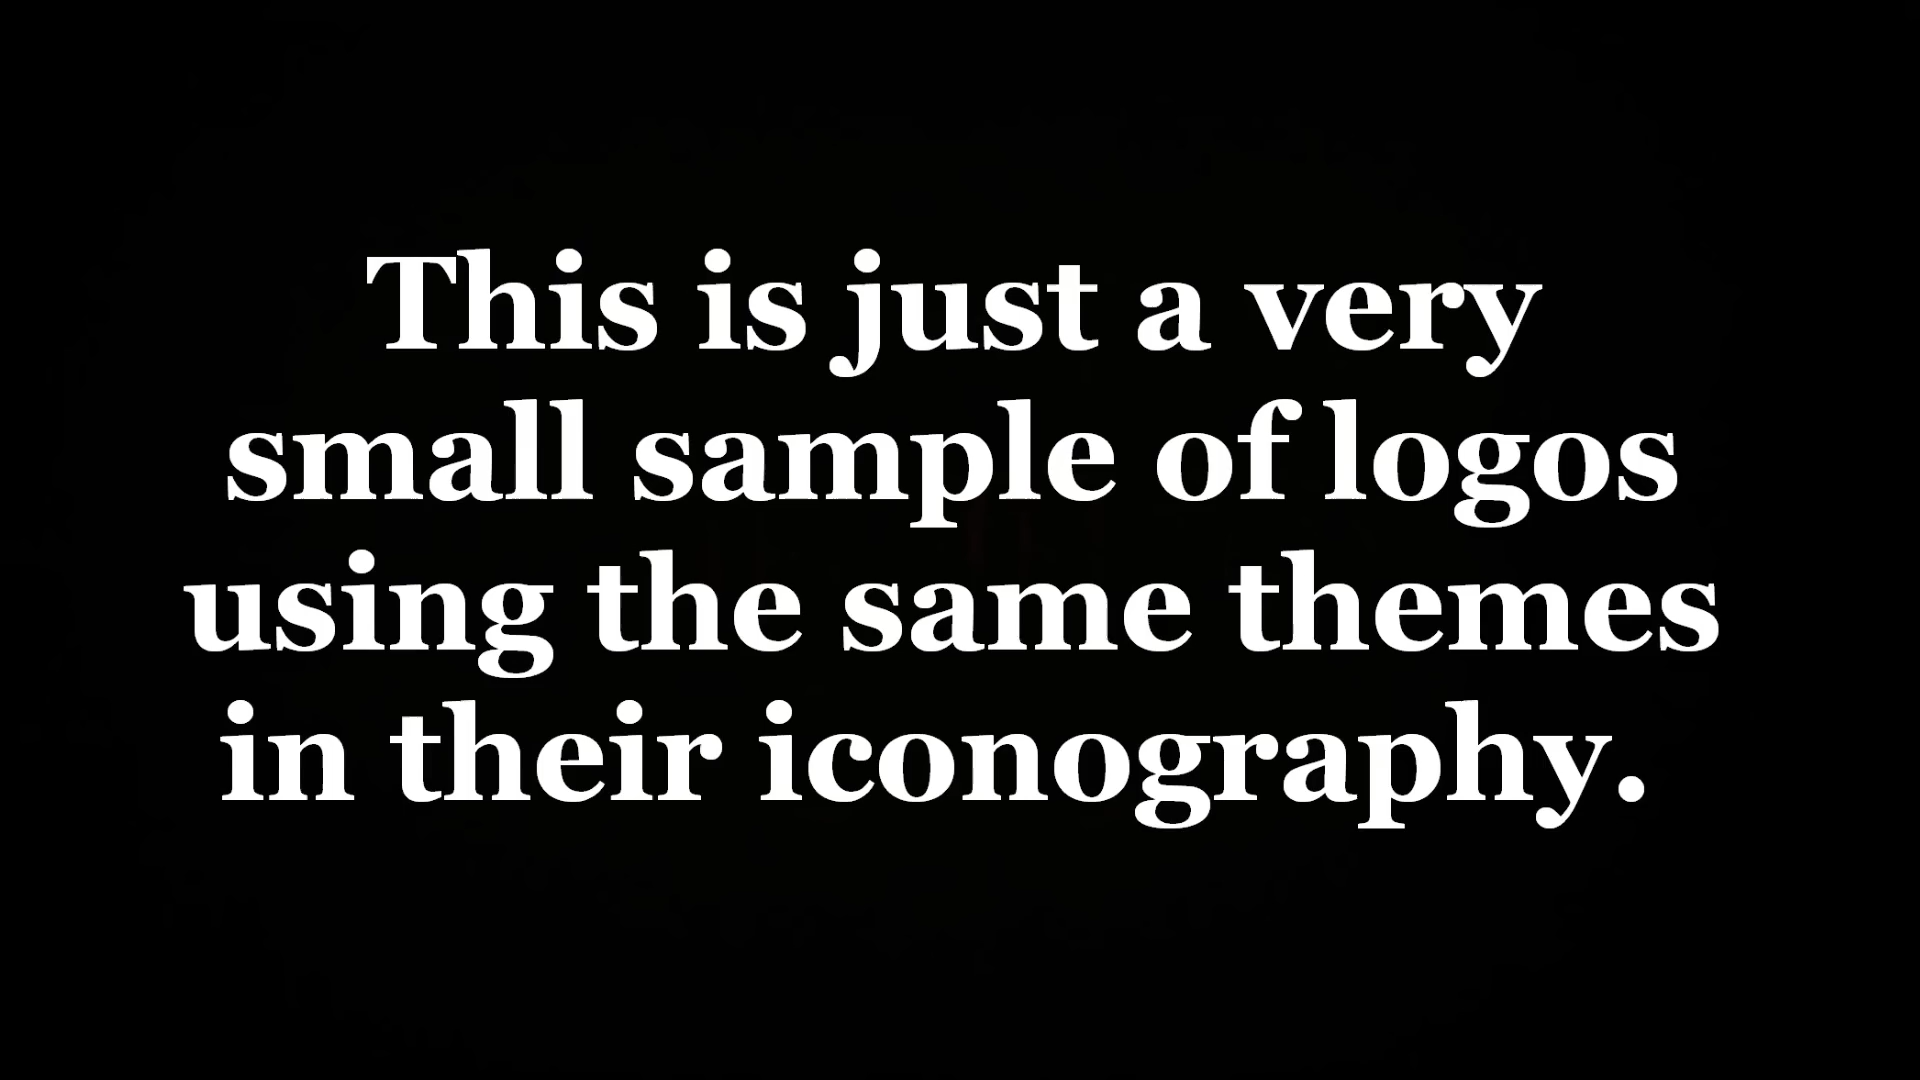 This is just a very
small sample of logos
using the same themes
in their iconography.